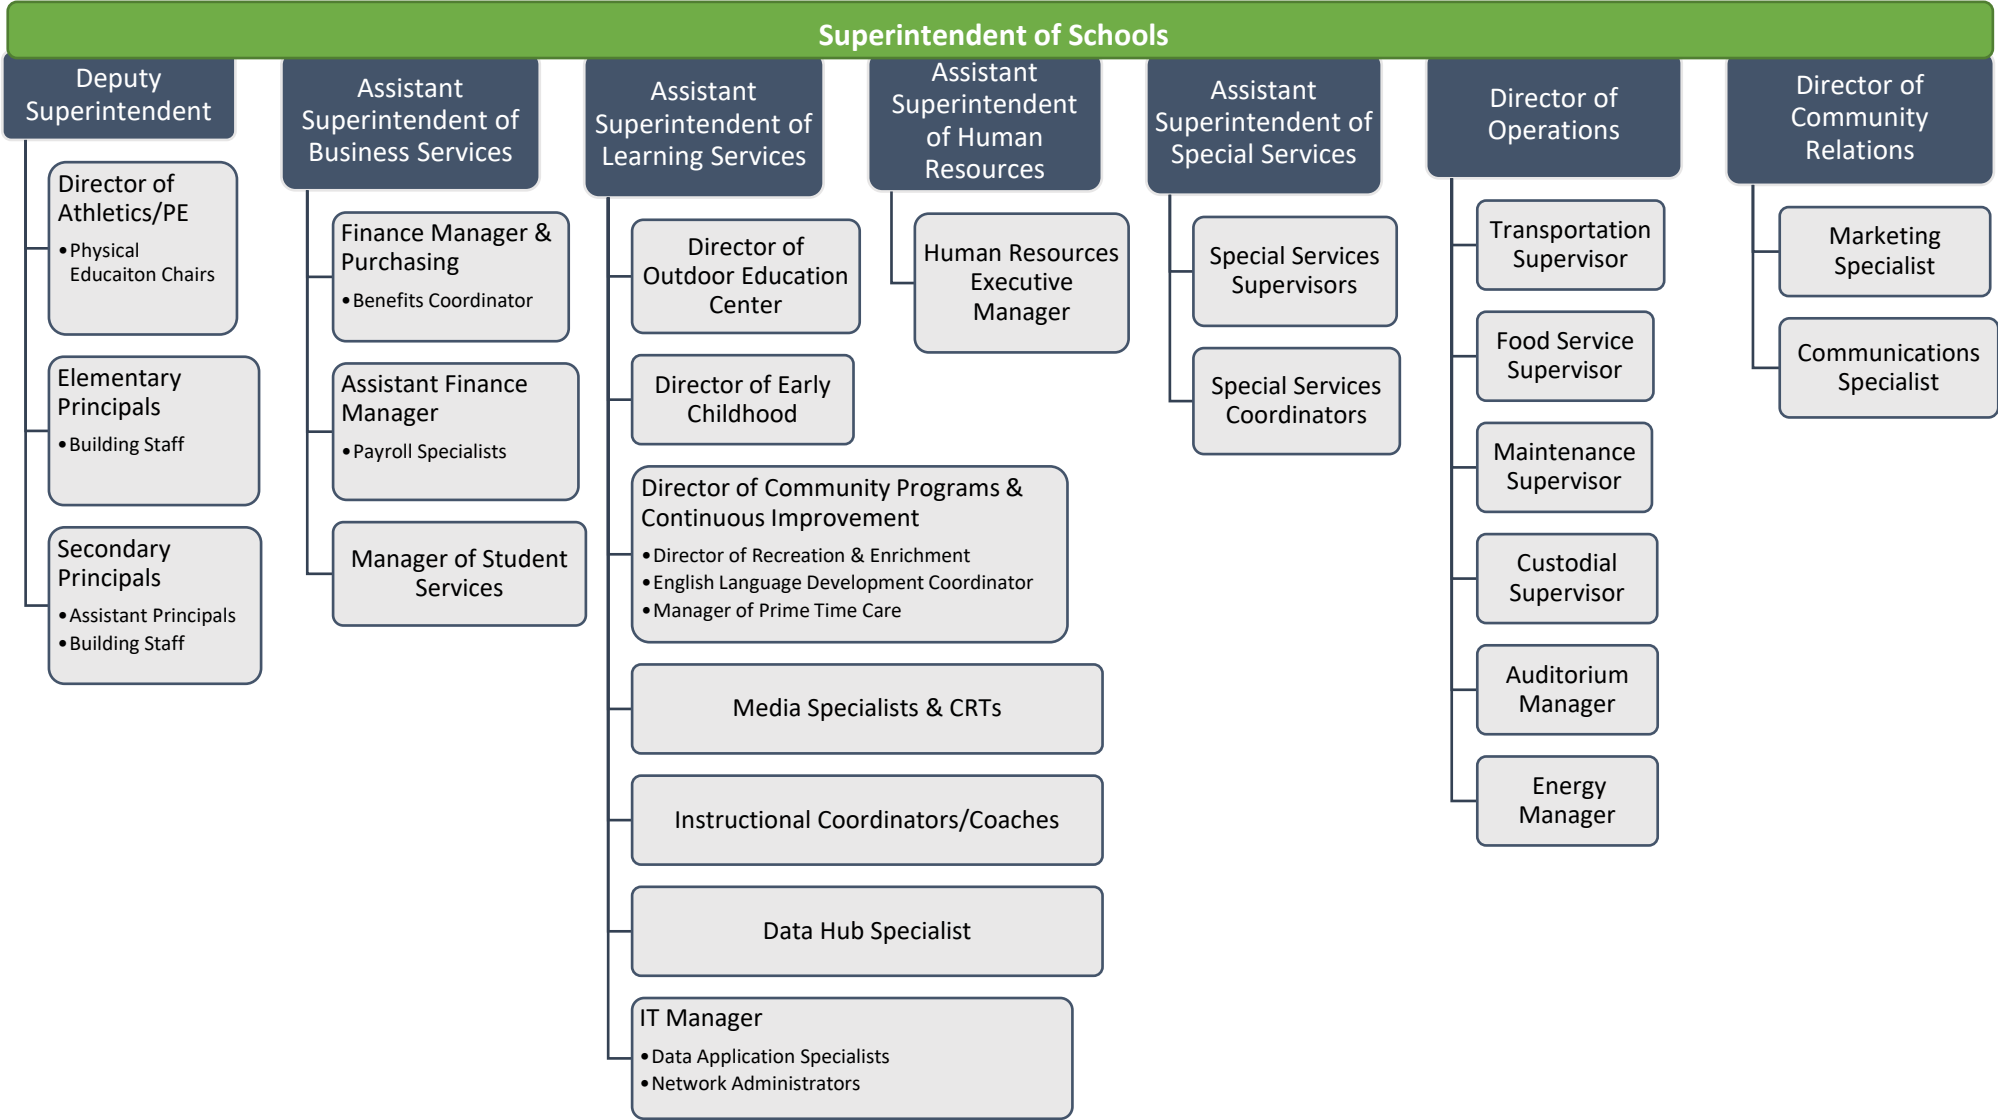 Superintendent of Schools
Deputy
Superintendent
Director of
Athletics/PE
•Physical
Educaiton Chairs
Elementary
Principals
•Building Staff
Secondary
Principals
•Assistant Principals
•Building Staff
Assistant
Superintendent of
Business Services
Finance Manager &
Purchasing
•Benefits Coordinator
Assistant Finance
Manager
•Payroll Specialists
Manager of Student
Services
Assistant
Superintendent of
Learning Services
Director of
Outdoor Education
Center
Director of Early
Childhood
Director of Community Programs &
Continuous Improvement
•Director of Recreation & Enrichment
•English Language Development Coordinator
•Manager of Prime Time Care
Media Specialists & CRTs
Instructional Coordinators/Coaches
Data Hub Specialist
IT Manager
•Data Application Specialists
•Network Administrators
Assistant
Superintendent
of Human
Resources
Human Resources
Executive
Manager
Assistant
Superintendent of
Special Services
Special Services
Supervisors
Special Services
Coordinators
Director of
Operations
Transportation
Supervisor
Food Service
Supervisor
Maintenance
Supervisor
Custodial
Supervisor
Auditorium
Manager
Energy
Manager
Director of
Community
Relations
Marketing
Specialist
Communications
Specialist